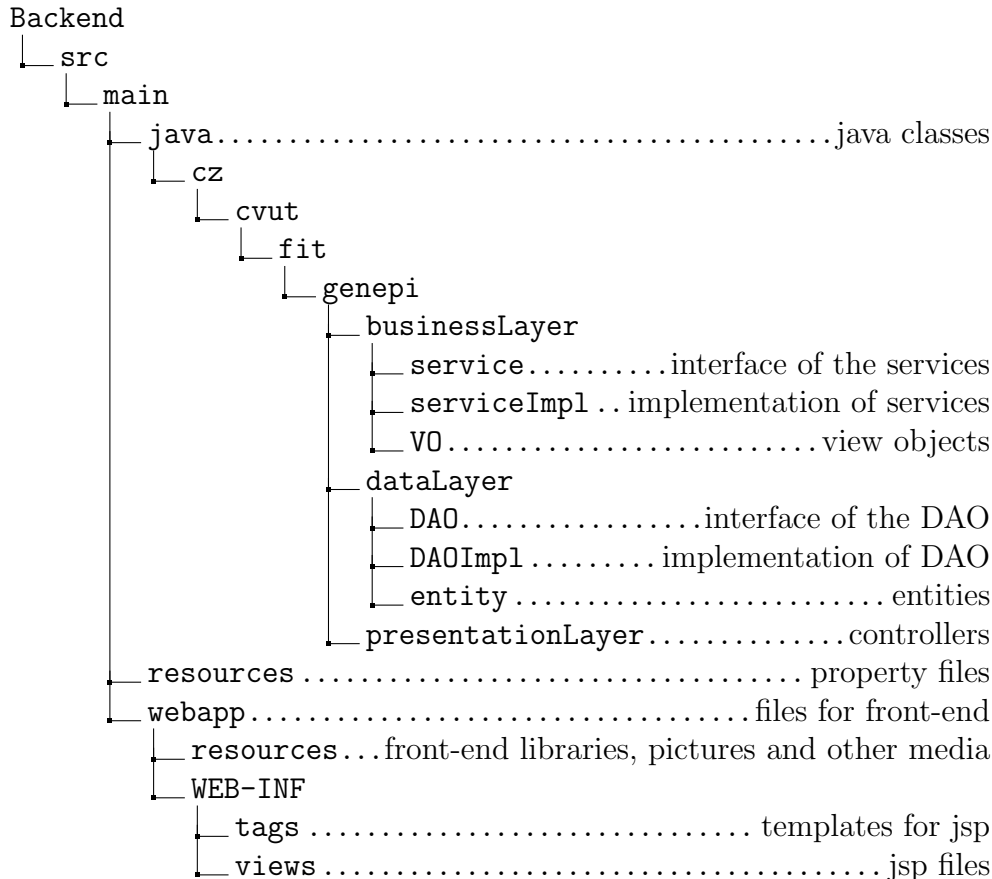 Backend
src
main
java..........................................java classes
cz
cvut
fit
genepi
businessLayer
service..........interface of the services
serviceImpl..implementation of services
VO.........................view objects
dataLayer
DAO.................interface of the DAO
DAOImpl.........implementation of DAO
entity..........................entities
presentationLayer..............controllers
resources..................................property files
webapp..................................files for front-end
resources...front-end libraries, pictures and other media
WEB-INF
tags..............................templates for jsp
views......................................jsp files